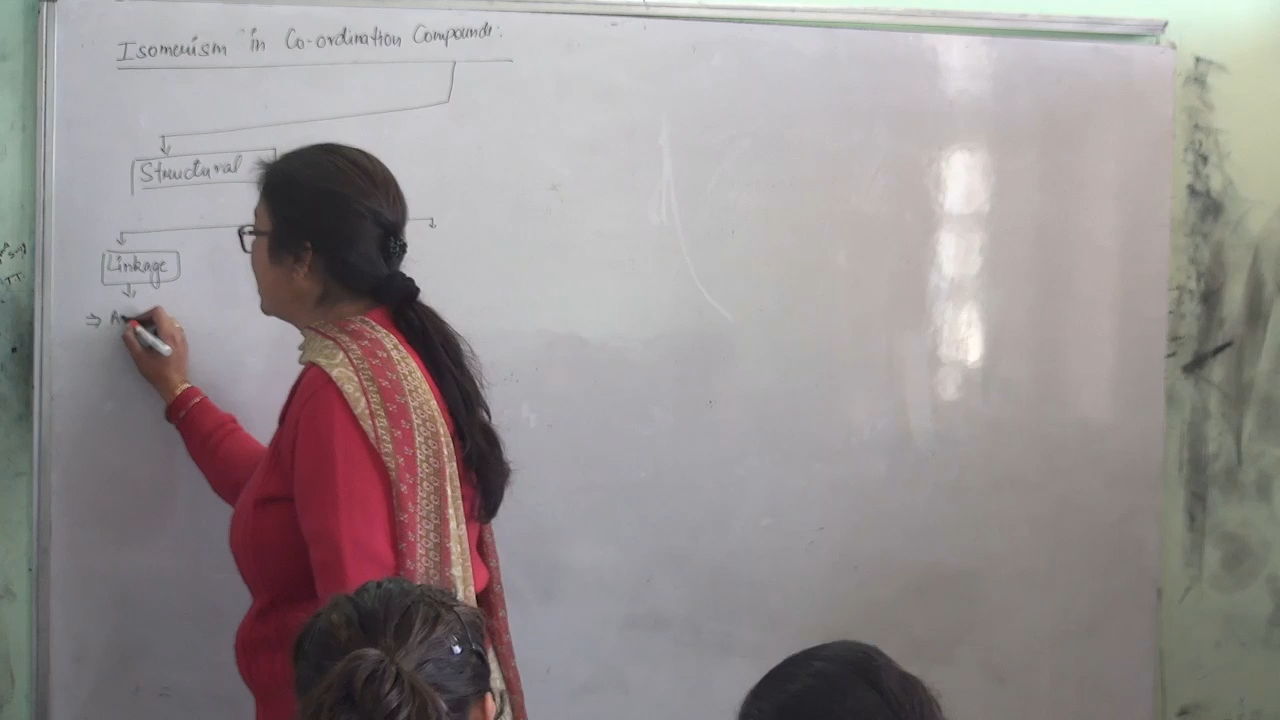 Isomerism in Co-ordination Compounds:
Structural
Linkage
⇒ A